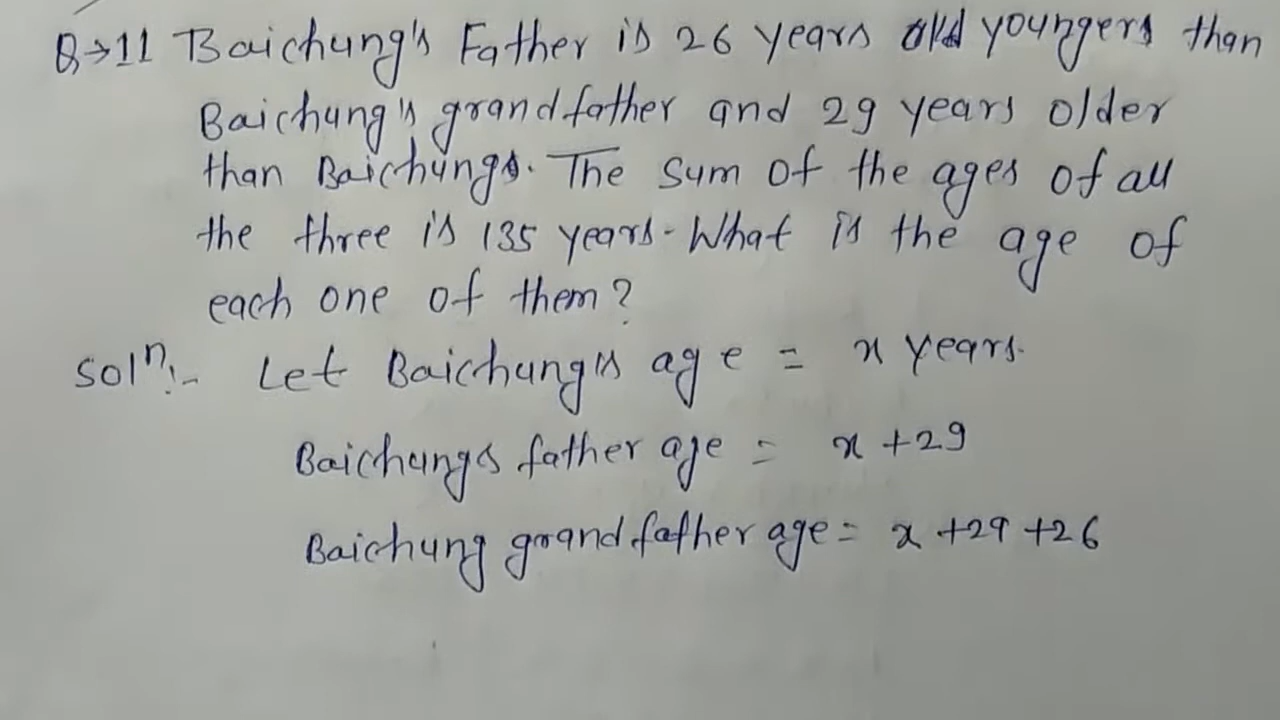 Q→11 Baichung's Father is 26 years old youngers than
Baichung's grandfather and 29 years older
than Baichungs. The sum of the ages of all
the three is 135 years. What is the age of
each one of them?
Solⁿ:- Let Baichung's age = x years.
Baichungs father age = x +29
Baichung grandfather age = x +29 +26